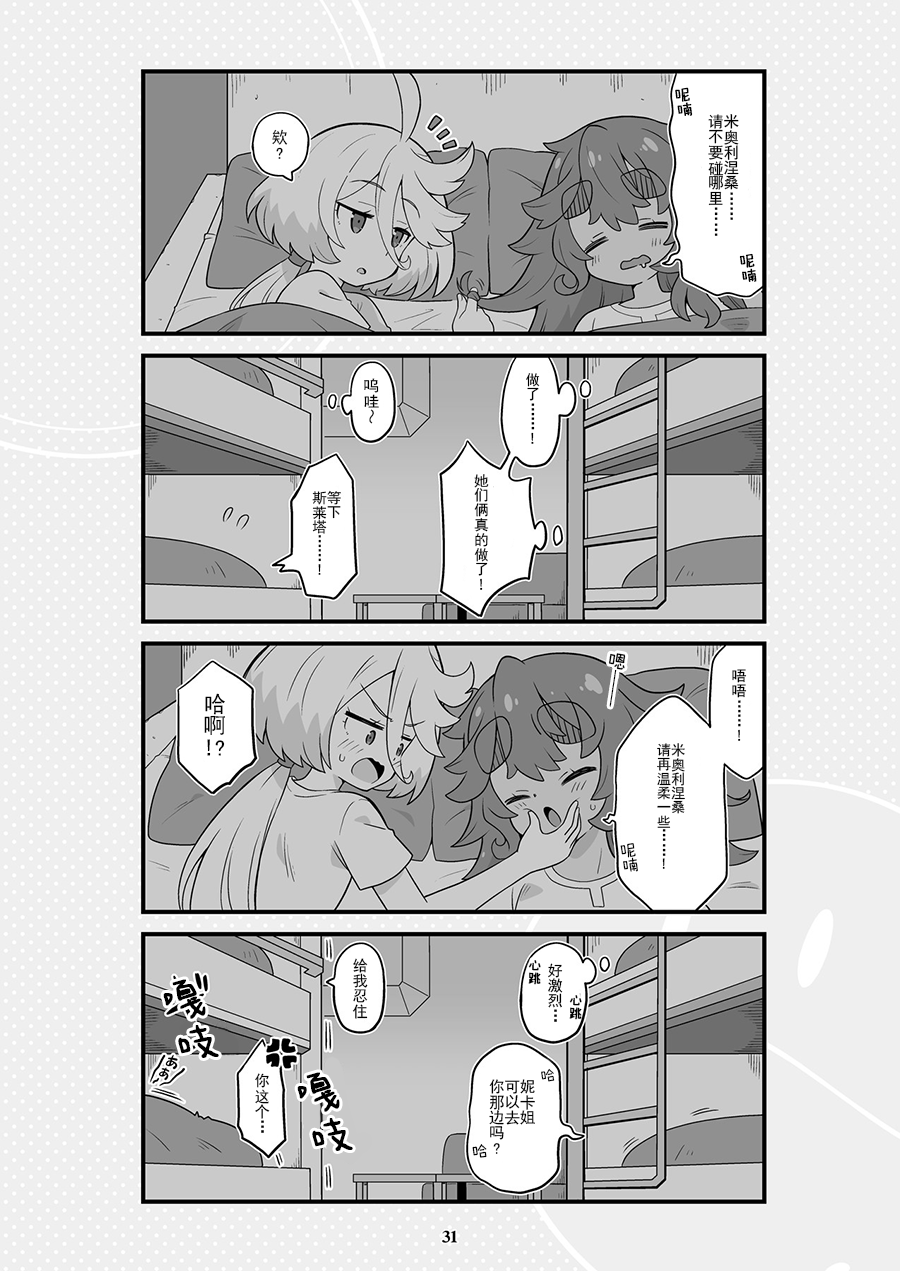 呢喃
米奥利涅桑……
请不要碰哪里……
呢喃
欸?
做了……!
她们俩真的做了!
呜哇~
等下
斯莱塔……!
唔唔……!
嗯——
米奥利涅桑
请再温柔一些……!
呢喃
哈啊!?
好激烈…
心跳
心跳
妮卡姐
可以去
你那边吗?
哈
哈
给我忍住
嘎吱
你这个…
嘎吱
ああ
31